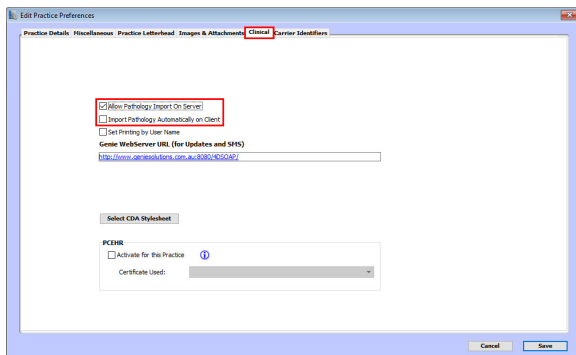 Edit Practice Preferences
Practice Details Miscellaneous Practice Letterhead Images & Attachments Clinical Carrier Identifiers
Allow Pathology Import On Server
Import Pathology Automatically on Client
Set Printing by User Name
Genie WebServer URL (for Updates and SMS)
http://www.geniesolutions.com.au:8080/4DSOAP/
Select CDA Stylesheet
PCEHR
Activate for this Practice
Certificate Used:
Cancel Save